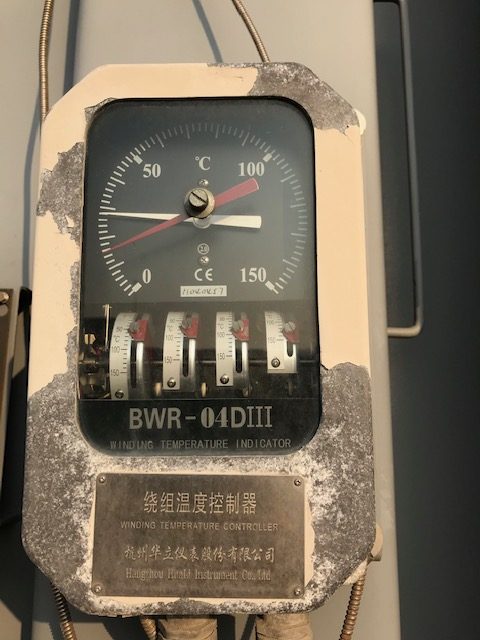 ℃
50
100
0
150
CE
BWR-04DIII
WINDING TEMPERATURE INDICATOR
绕组温度控制器
WINDING TEMPERATURE CONTROLLER
杭州华立仪表股份有限公司
Hangzhou Huali Instrument Co.,Ltd